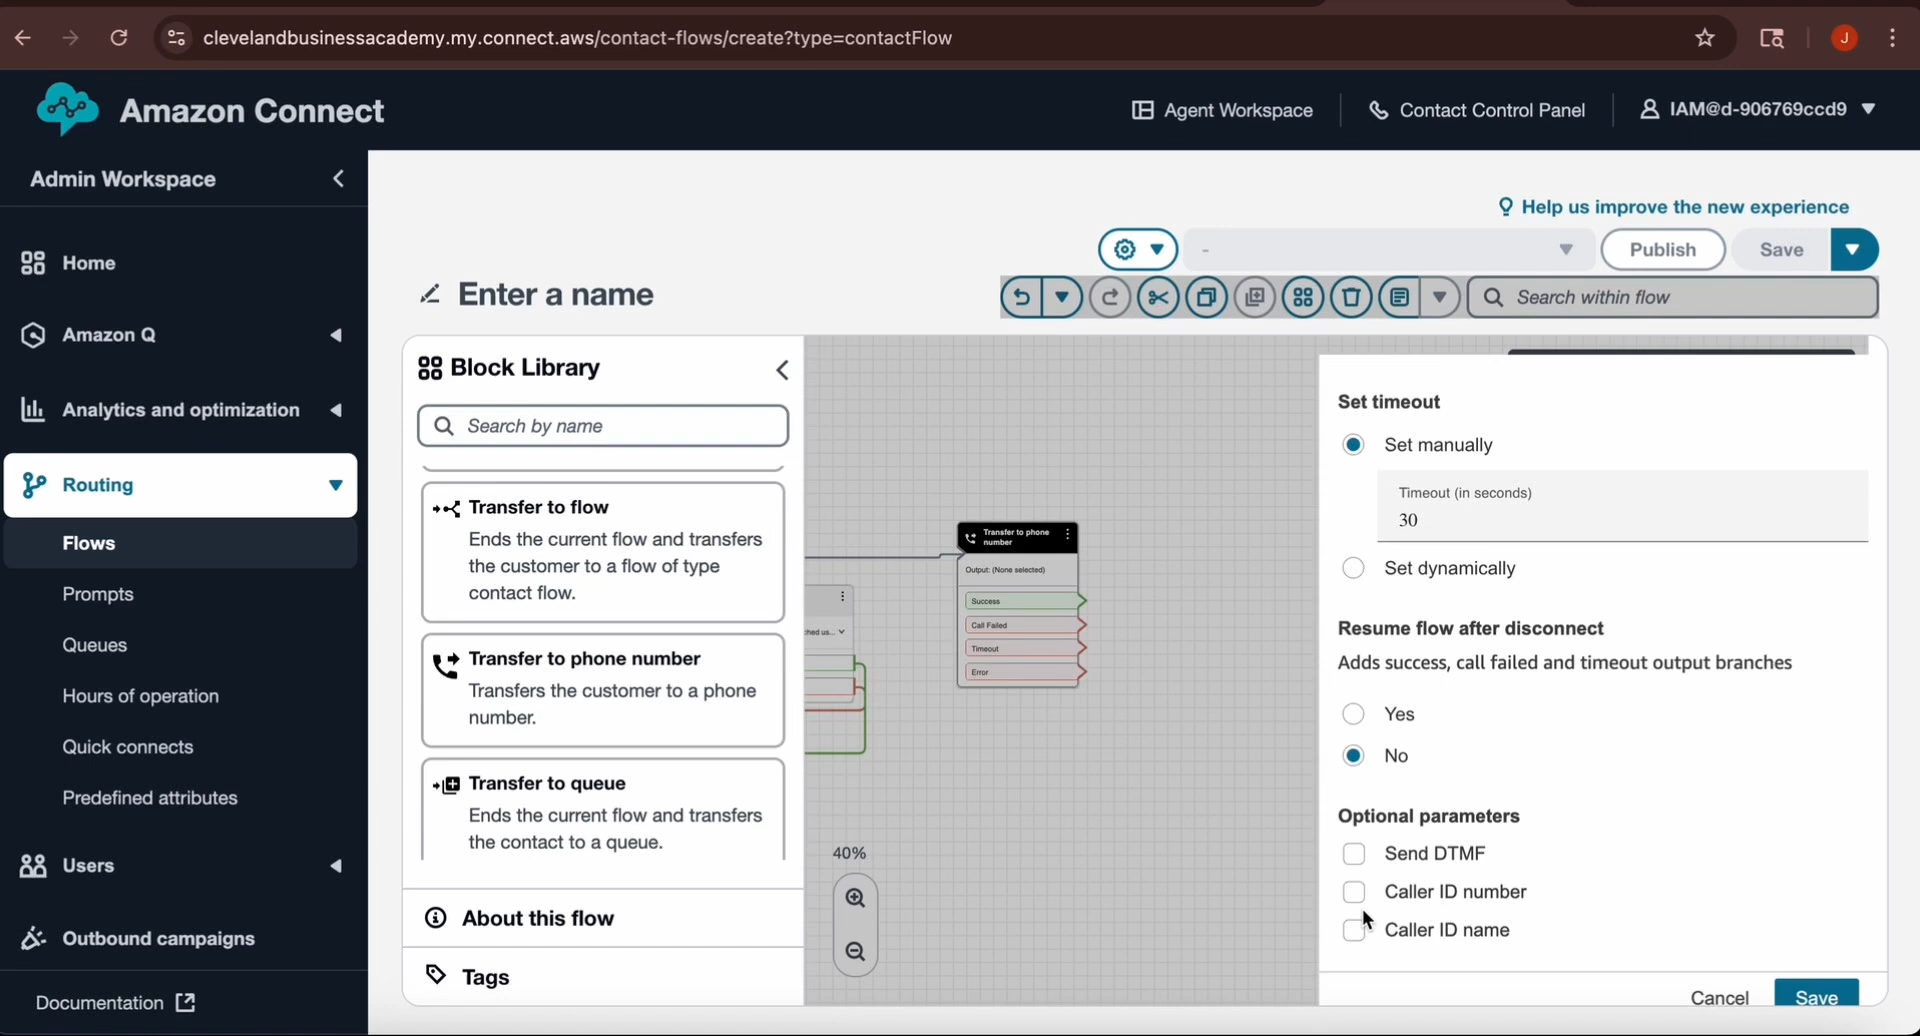 clevelandbusinessacademy.my.connect.aws/contact-flows/create?type=contactFlow
J
Amazon Connect
Agent Workspace
Contact Control Panel
IAM@d-906769ccd9
Admin Workspace
Home
Amazon Q
Analytics and optimization
Routing
Flows
Prompts
Queues
Hours of operation
Quick connects
Predefined attributes
Users
Outbound campaigns
Documentation
Help us improve the new experience
-
Publish
Save
Enter a name
Search within flow
Block Library
Search by name
Transfer to flow
Ends the current flow and transfers
the customer to a flow of type
contact flow.
Transfer to phone number
Transfers the customer to a phone
number.
Transfer to queue
Ends the current flow and transfers
the contact to a queue.
About this flow
Tags
hed us...
Transfer to phone
number
Output: (None selected)
Success
Call Failed
Timeout
Error
40%
Set timeout
Set manually
Timeout (in seconds)
30
Set dynamically
Resume flow after disconnect
Adds success, call failed and timeout output branches
Yes
No
Optional parameters
Send DTMF
Caller ID number
Caller ID name
Cancel
Save